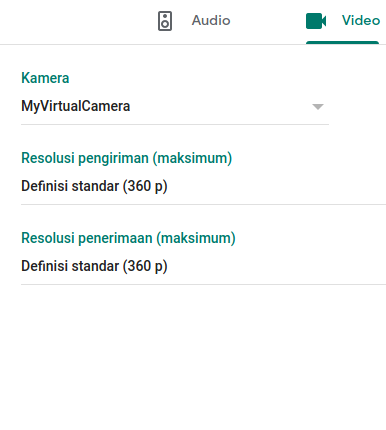 Audio
Video
Kamera
MyVirtualCamera
Resolusi pengiriman (maksimum)
Definisi standar (360 p)
Resolusi penerimaan (maksimum)
Definisi standar (360 p)